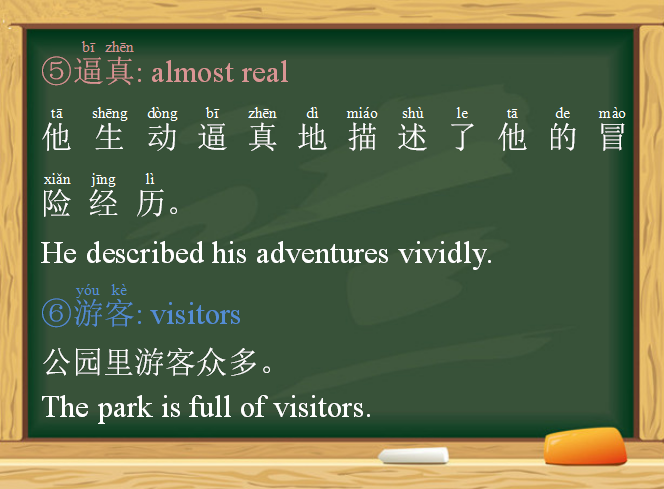 bī zhēn
⑤逼真: almost real
tā shēng dòng bī zhēn dì miáo shù le tā de mào
他 生 动 逼 真 地 描 述 了 他 的 冒
xiǎn jīng lì
险 经 历。
He described his adventures vividly.
yóu kè
⑥游客: visitors
公园里游客众多。
The park is full of visitors.